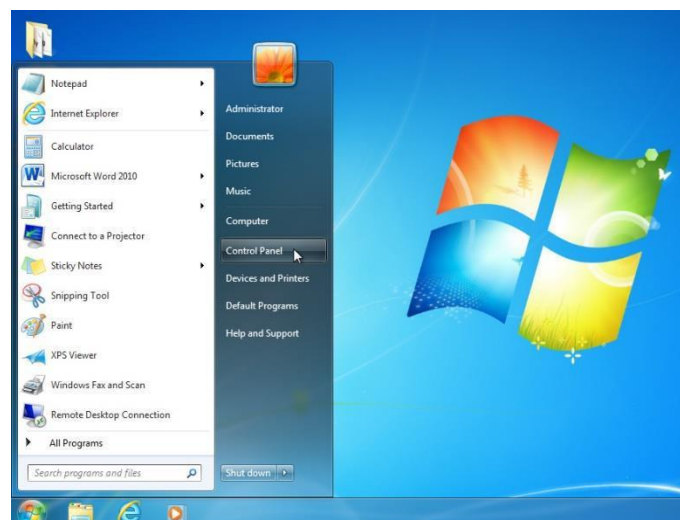 Notepad
Internet Explorer
Calculator
Microsoft Word 2010
Getting Started
Connect to a Projector
Sticky Notes
Snipping Tool
Paint
XPS Viewer
Windows Fax and Scan
Remote Desktop Connection
All Programs
Search programs and files
Administrator
Documents
Pictures
Music
Computer
Control Panel
Devices and Printers
Default Programs
Help and Support
Shut down